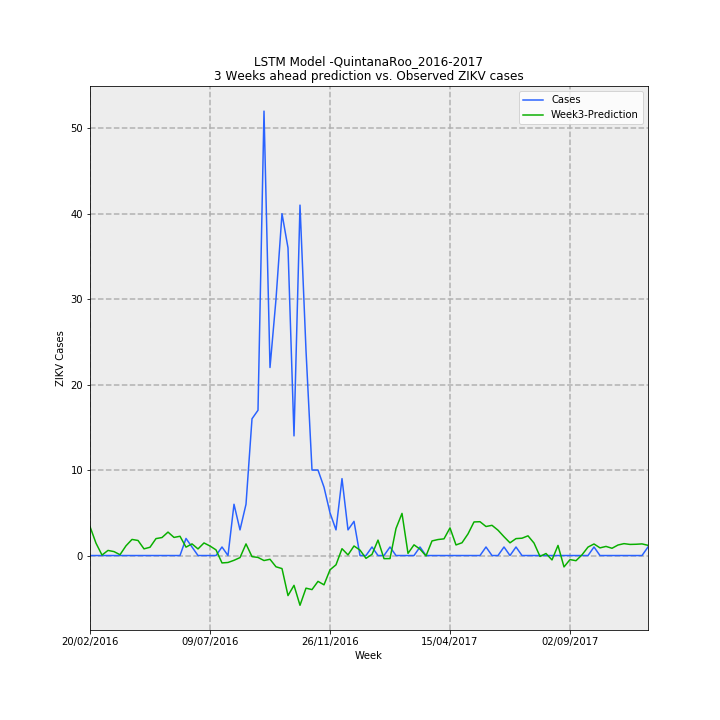 LSTM Model -QuintanaRoo_2016-2017
3 Weeks ahead prediction vs. Observed ZIKV cases
Cases
Week3-Prediction
50
40
30
20
10
0
ZIKV Cases
20/02/2016
09/07/2016
26/11/2016
15/04/2017
02/09/2017
Week